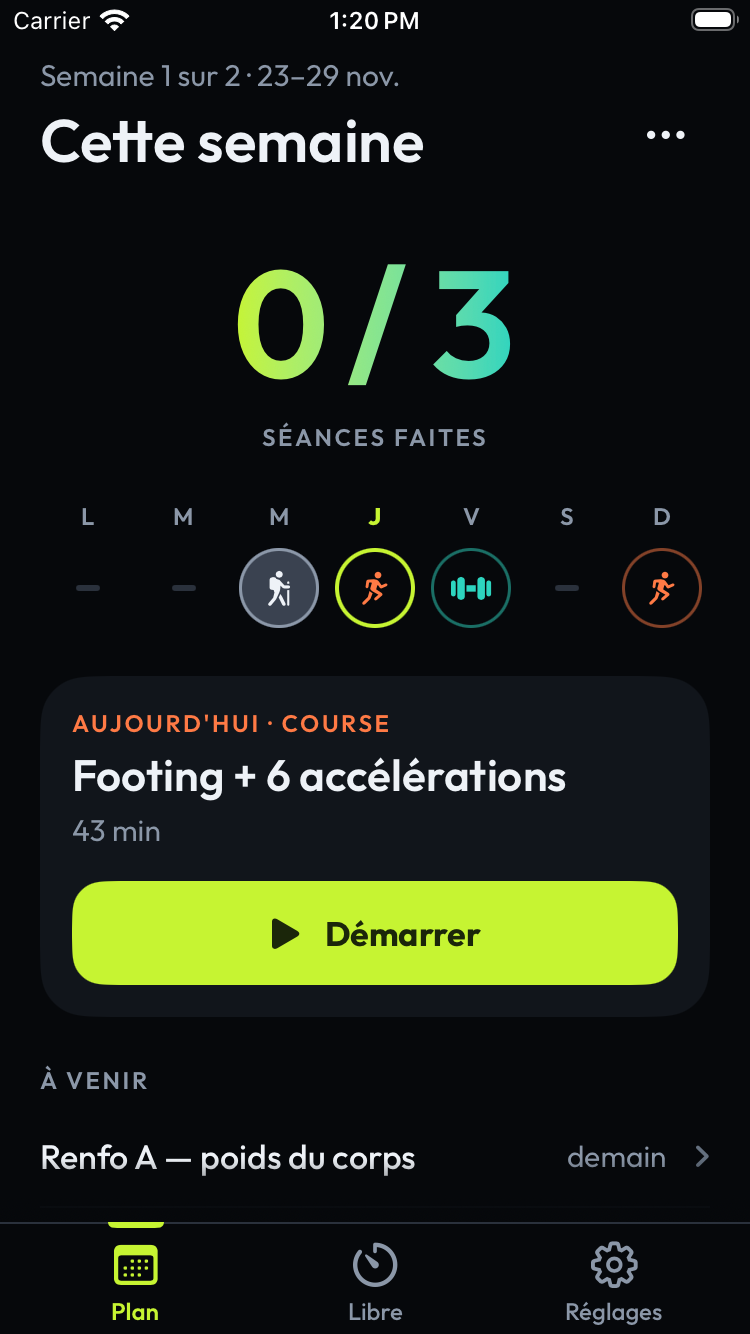 Carrier 1:20 PM
Semaine 1 sur 2 · 23–29 nov.
Cette semaine
0/3
SÉANCES FAITES
L M M J V S D
AUJOURD'HUI · COURSE
Footing + 6 accélérations
43 min
Démarrer
À VENIR
Renfo A — poids du corps demain
Plan Libre Réglages